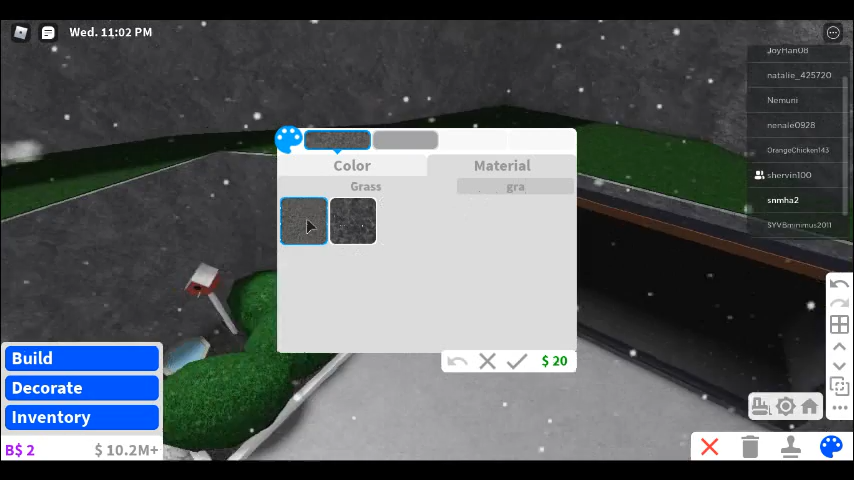 Wed. 11:02 PM
JoyHan08
natalie_425720
Nemuni
nenale0928
OrangeChicken143
shervin100
snmha2
SYVBminimus2011
Color
Material
Grass
gra
$ 20
Build
Decorate
Inventory
B$ 2
$ 10.2M+